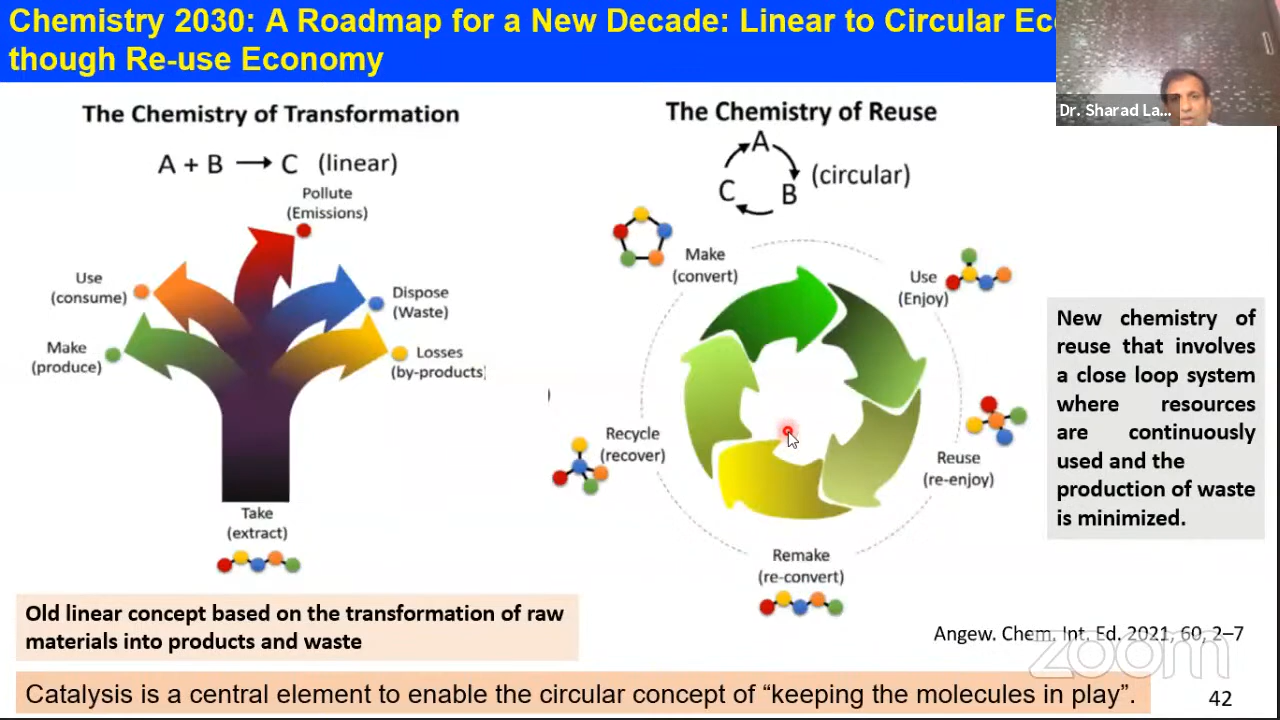 Chemistry 2030: A Roadmap for a New Decade: Linear to Circular
though Re-use Economy
Dr. Sharad La...
The Chemistry of Transformation
A + B → C (linear)
Pollute
(Emissions)
Use
(consume)
Dispose
(Waste)
Make
(produce)
Losses
(by-products)
Take
(extract)
The Chemistry of Reuse
A
C
B
(circular)
Make
(convert)
Use
(Enjoy)
Recycle
(recover)
Reuse
(re-enjoy)
Remake
(re-convert)
New chemistry of
reuse that involves
a close loop system
where resources
are continuously
used and the
production of waste
is minimized.
Old linear concept based on the transformation of raw
materials into products and waste
Angew. Chem. Int. Ed. 2021, 60, 2–7
zoom
Catalysis is a central element to enable the circular concept of “keeping the molecules in play”.
42